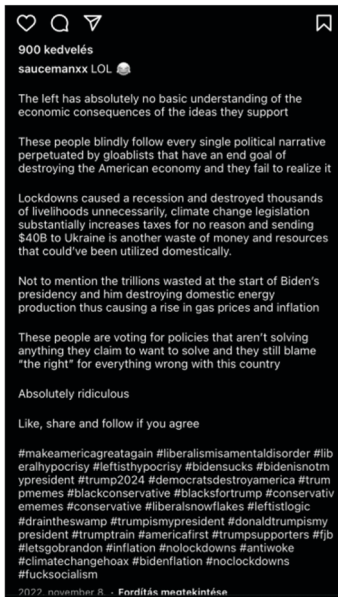 900 kedvelés
saucemanxx LOL 😂
The left has absolutely no basic understanding of the
economic consequences of the ideas they support
These people blindly follow every single political narrative
perpetuated by gloablists that have an end goal of
destroying the American economy and they fail to realize it
Lockdowns caused a recession and destroyed thousands
of livelihoods unnecessarily, climate change legislation
substantially increases taxes for no reason and sending
$40B to Ukraine is another waste of money and resources
that could’ve been utilized domestically.
Not to mention the trillions wasted at the start of Biden’s
presidency and him destroying domestic energy
production thus causing a rise in gas prices and inflation
These people are voting for policies that aren’t solving
anything they claim to want to solve and they still blame
“the right” for everything wrong with this country
Absolutely ridiculous
Like, share and follow if you agree
#makeamericagreatagain #liberalismisamentaldisorder #lib
eralhypocrisy #leftisthypocrisy #bidensucks #bidenisnotm
ypresident #trump2024 #democratsdestroyamerica #trum
pmemes #blackconservative #blacksfortrump #conservativ
ememes #conservative #liberalsnowflakes #leftistlogic
#draintheswamp #trumpismypresident #donaldtrumpismy
president #trumptrain #americafirst #trumpsupporters #fjb
#letsgobrandon #inflation #nolockdowns #antiwoke
#climatechangehoax #bidenflation #noclockdowns
#fucksocialism
2022. november 8. • Fordítás megtekintése